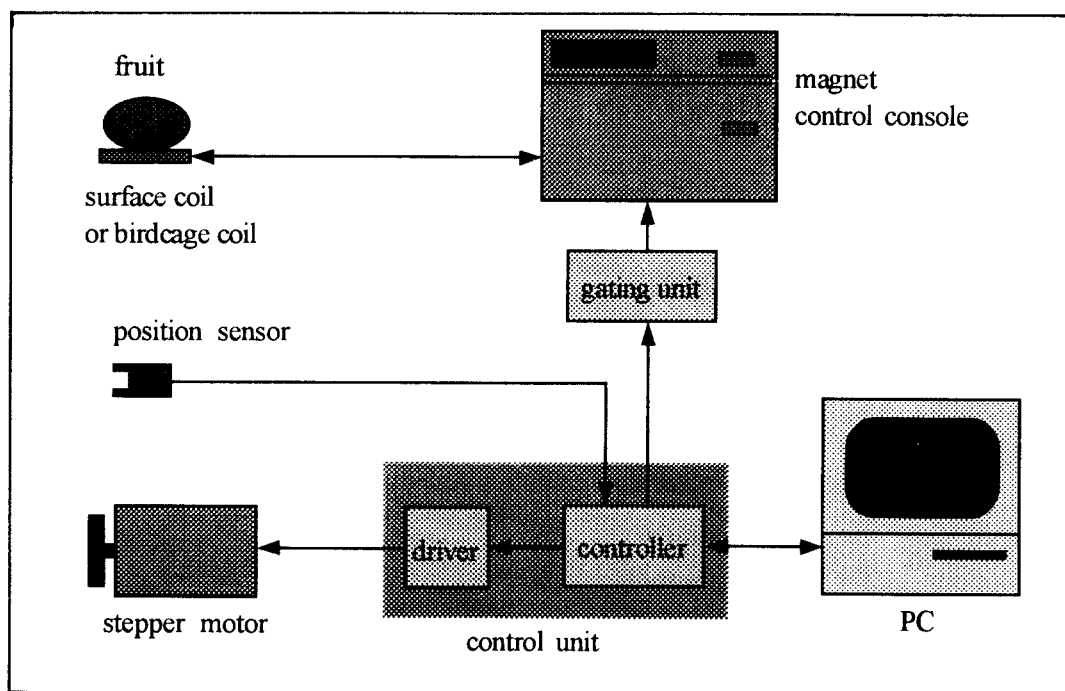 fruit
magnet
control console
surface coil
or birdcage coil
gating unit
position sensor
driver
controller
stepper motor
control unit
PC